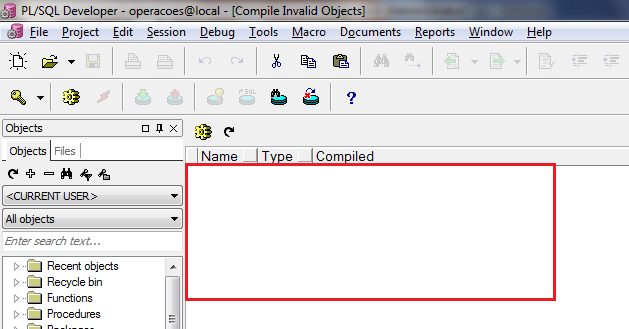 PL/SQL Developer - operacoes@local - [Compile Invalid Objects]
File Project Edit Session Debug Tools Macro Documents Reports Window Help
SQL
?
Objects
Objects Files
<CURRENT USER>
All objects
Enter search text...
Recent objects
Recycle bin
Functions
Procedures
Packages
Name Type Compiled